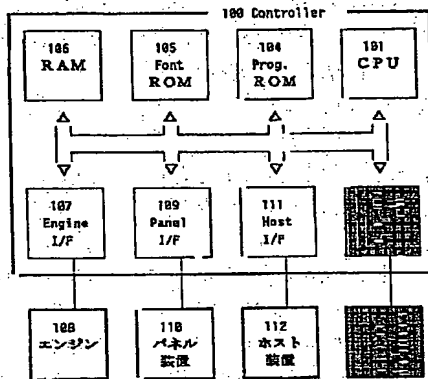 100 Controller
106
RAM
105
Font
ROM
104
Prog.
ROM
101
CPU
107
Engine
I/F
109
Panel
I/F
111
Host
I/F
108
エンジン
110
パネル
装置
112
ホスト
装置